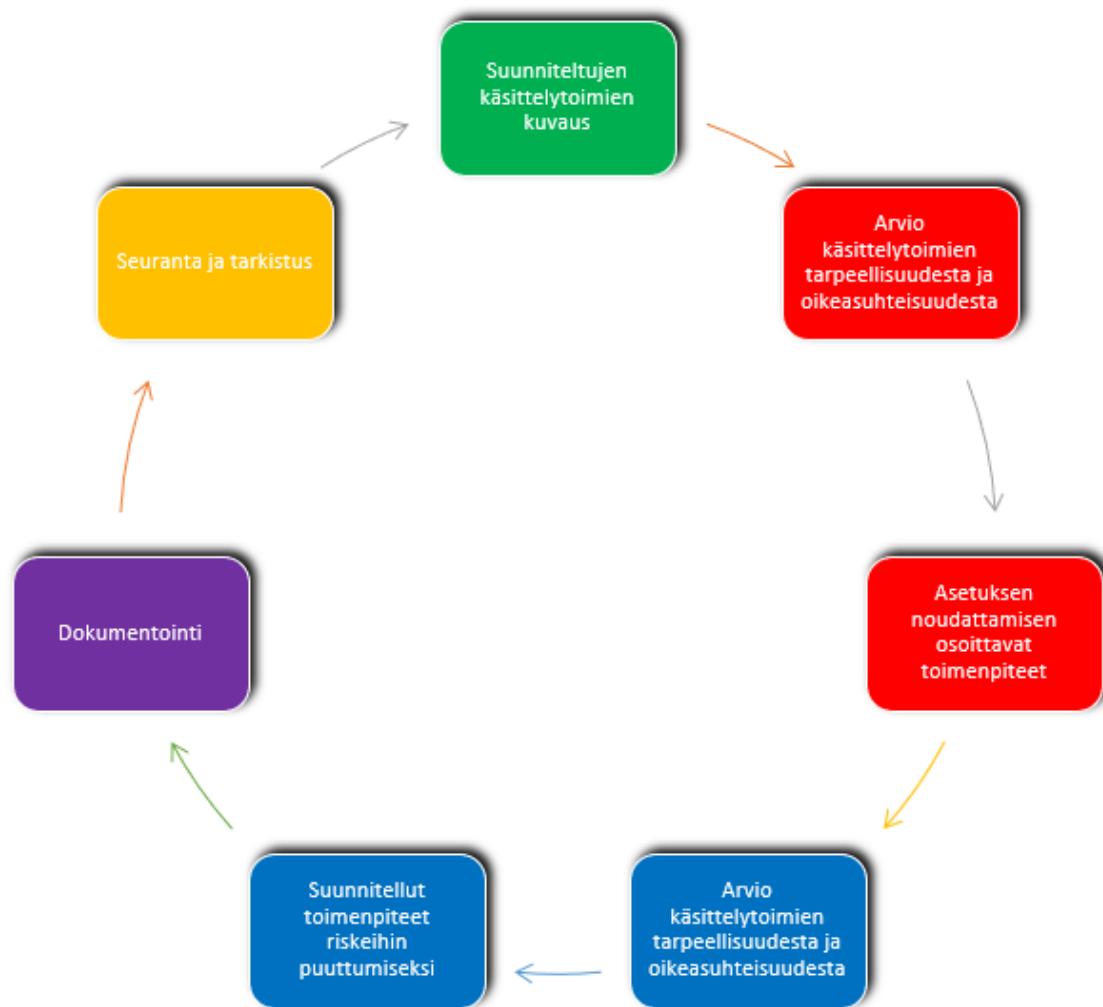 Suunniteltujen
käsittelytoimien
kuvaus
Arvio
käsittelytoimien
tarpeellisuudesta ja
oikeasuhteisuudesta
Asetuksen
noudattamisen
osoittavat
toimenpiteet
Arvio
käsittelytoimien
tarpeellisuudesta ja
oikeasuhteisuudesta
Suunnitellut
toimenpiteet
riskeihin
puuttumiseksi
Dokumentointi
Seuranta ja tarkistus